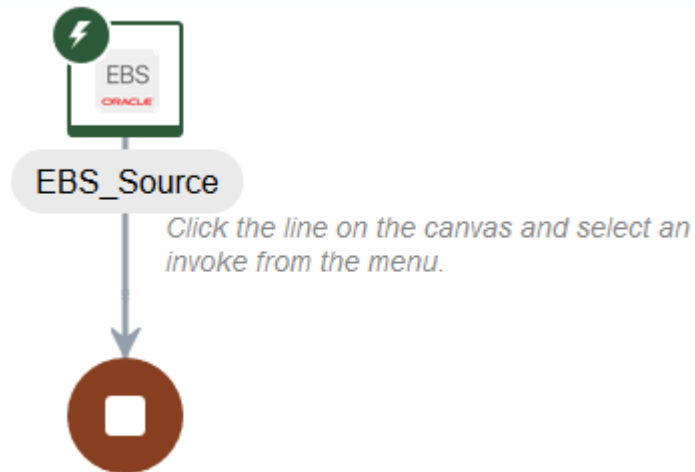 EBS
ORACLE
EBS_Source
Click the line on the canvas and select an
invoke from the menu.